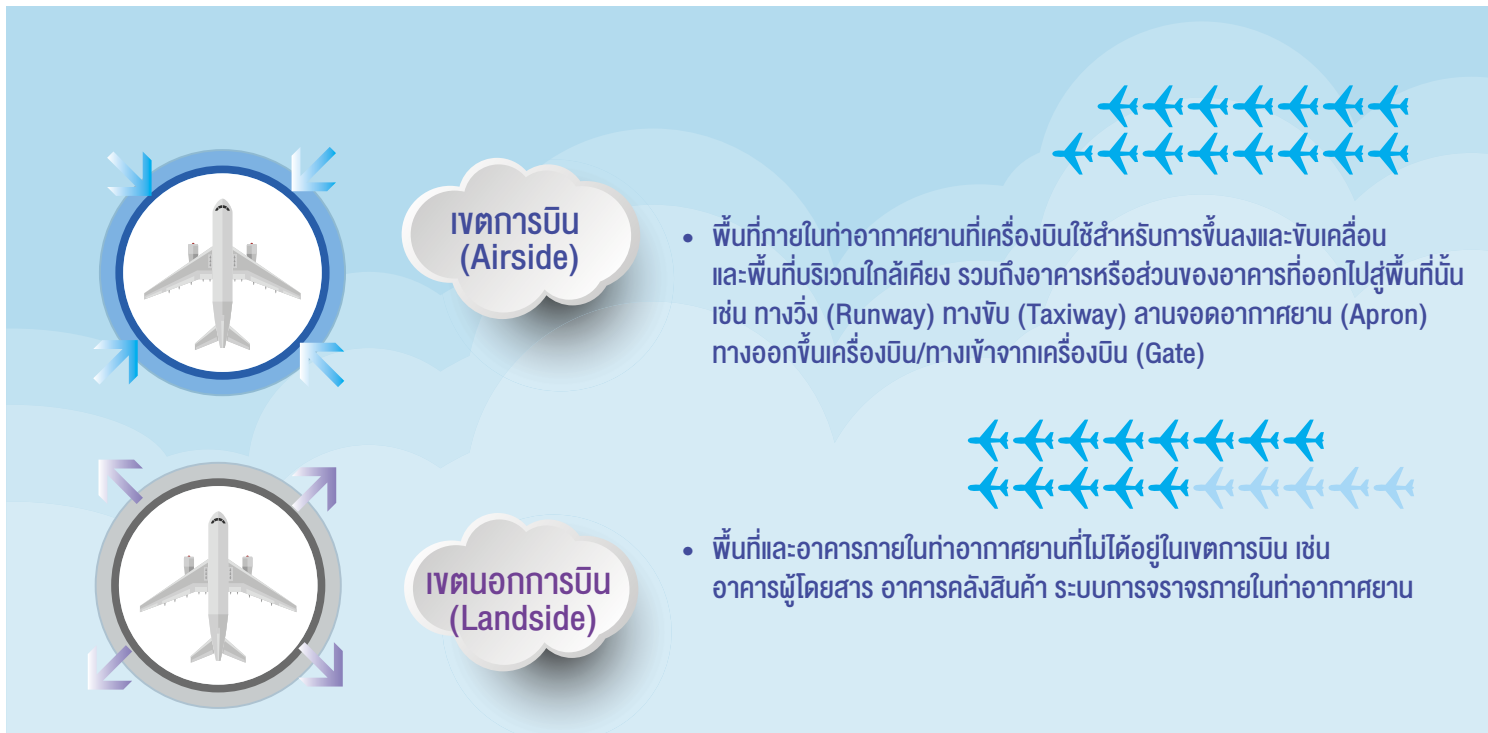 เขตการบิน
(Airside)
• พื้นที่ภายในท่าอากาศยานที่เครื่องบินใช้สำหรับการขึ้นลงและขับเคลื่อน
และพื้นที่บริเวณใกล้เคียง รวมถึงอาคารหรือส่วนของอาคารที่ออกไปสู่พื้นที่นั้น
เช่น ทางวิ่ง (Runway) ทางขับ (Taxiway) ลานจอดอากาศยาน (Apron)
ทางออกขึ้นเครื่องบิน/ทางเข้าจากเครื่องบิน (Gate)
เขตนอกการบิน
(Landside)
• พื้นที่และอาคารภายในท่าอากาศยานที่ไม่ได้อยู่ในเขตการบิน เช่น
อาคารผู้โดยสาร อาคารคลังสินค้า ระบบการจราจรภายในท่าอากาศยาน